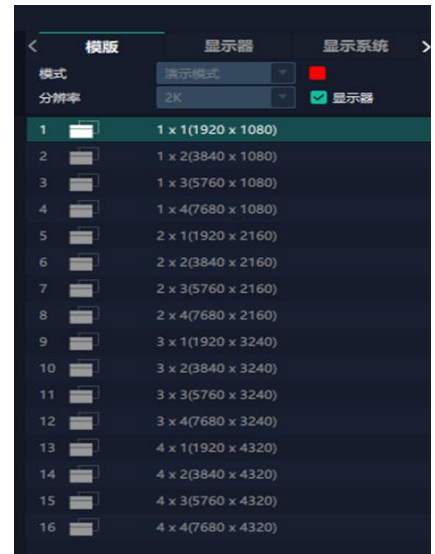 < 模版 显示器 显示系统 >
模式 演示模式
分辨率 2K 显示器
1 1 x 1(1920 x 1080)
2 1 x 2(3840 x 1080)
3 1 x 3(5760 x 1080)
4 1 x 4(7680 x 1080)
5 2 x 1(1920 x 2160)
6 2 x 2(3840 x 2160)
7 2 x 3(5760 x 2160)
8 2 x 4(7680 x 2160)
9 3 x 1(1920 x 3240)
10 3 x 2(3840 x 3240)
11 3 x 3(5760 x 3240)
12 3 x 4(7680 x 3240)
13 4 x 1(1920 x 4320)
14 4 x 2(3840 x 4320)
15 4 x 3(5760 x 4320)
16 4 x 4(7680 x 4320)